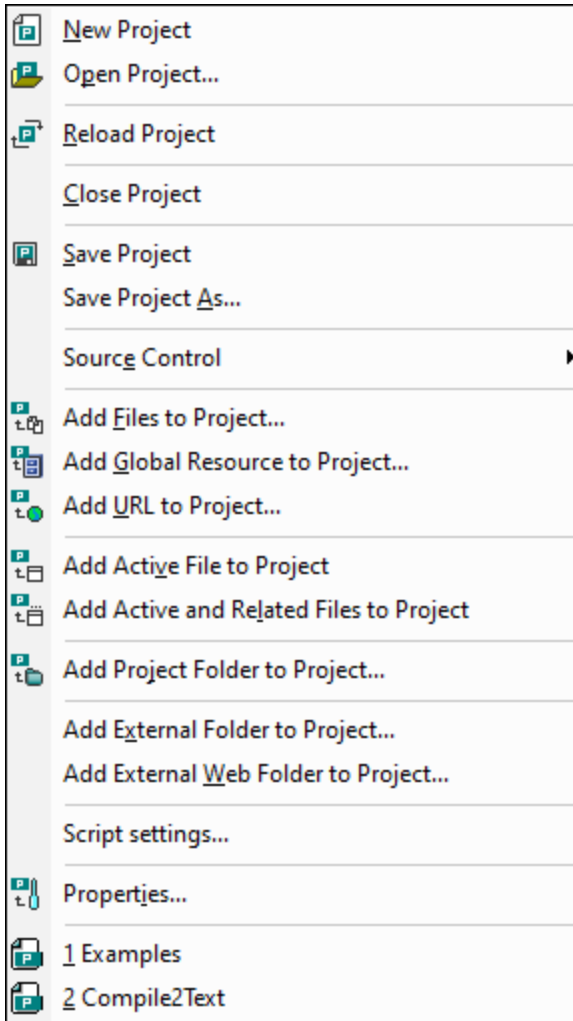 New Project
Open Project...
Reload Project
Close Project
Save Project
Save Project As...
Source Control
Add Files to Project...
Add Global Resource to Project...
Add URL to Project...
Add Active File to Project
Add Active and Related Files to Project
Add Project Folder to Project...
Add External Folder to Project...
Add External Web Folder to Project...
Script settings...
Properties...
1 Examples
2 Compile2Text